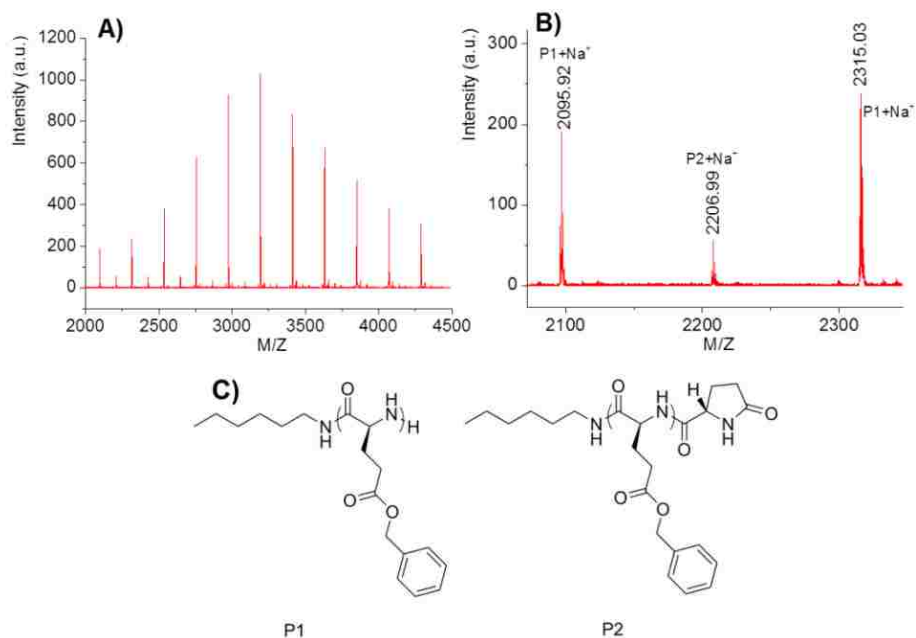 A)
Intensity (a.u.)
1200
1000
800
600
400
200
0
2000
2500
3000
3500
4000
4500
M/Z
B)
Intensity (a.u.)
300
200
100
0
P1+Na⁺
2095.92
P2+Na⁻
2206.99
2315.03
P1+Na⁻
2100
2200
2300
M/Z
C)
O
H
N
N
H
H
O
O
P1
O
H
N
N
H
O
H
N
H
O
O
O
P2